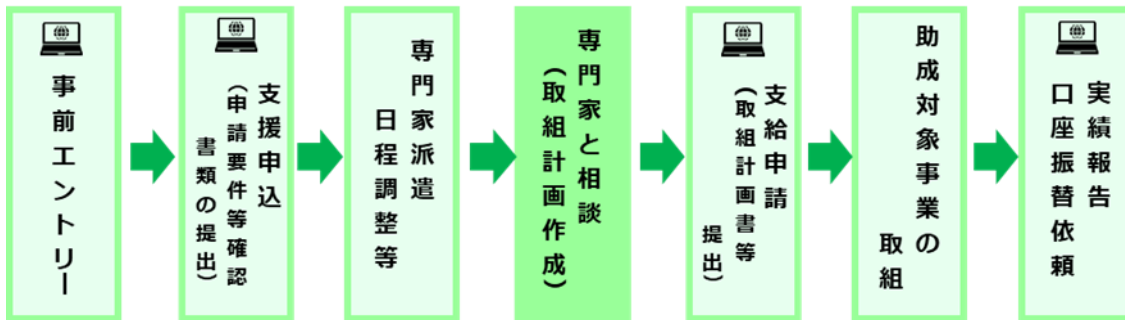 事前エントリー
支援申込
(申請要件等確認
書類の提出)
専門家派遣
日程調整等
専門家と相談
(取組計画作成)
支給申請
(取組計画書等
提出)
助成対象事業の
取組
実績報告
口座振替依頼